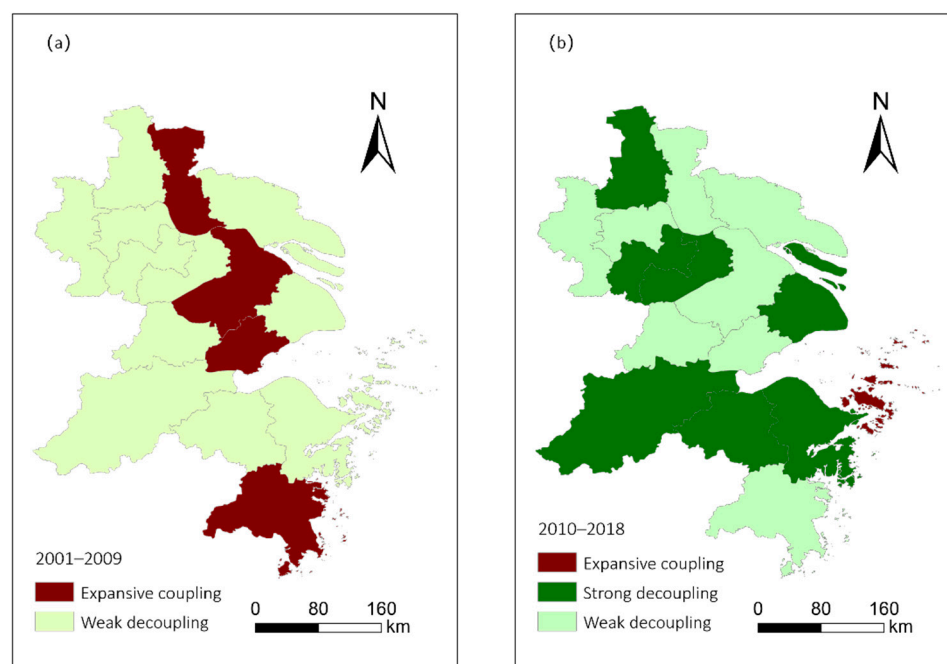 (a)
N
2001–2009
Expansive coupling
Weak decoupling
0 80 160
km
(b)
N
2010–2018
Expansive coupling
Strong decoupling
Weak decoupling
0 80 160
km